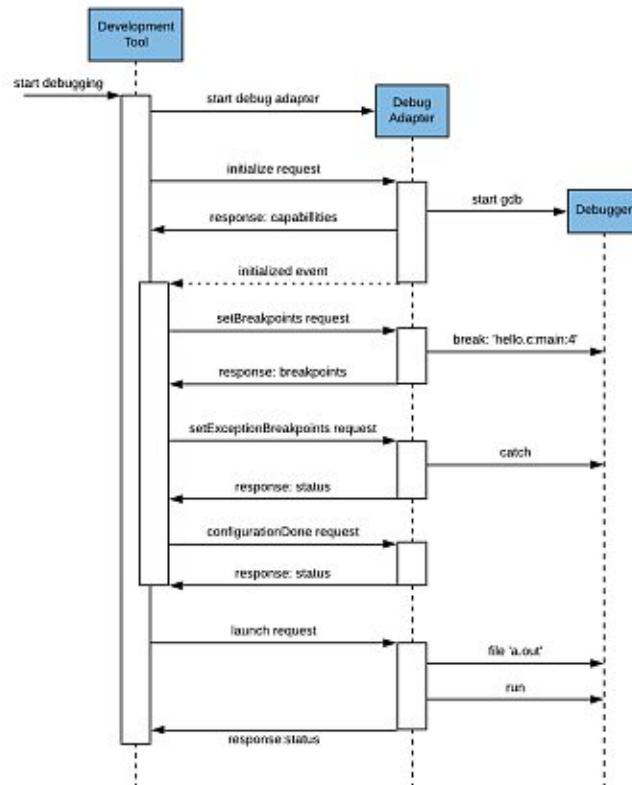 Development
Tool
start debugging
start debug adapter
Debug
Adapter
initialize request
start gdb
Debugger
response: capabilities
initialized event
setBreakpoints request
break: 'hello.c:main:4'
response: breakpoints
setExceptionBreakpoints request
catch
response: status
configurationDone request
response: status
launch request
file 'a.out'
run
response:status